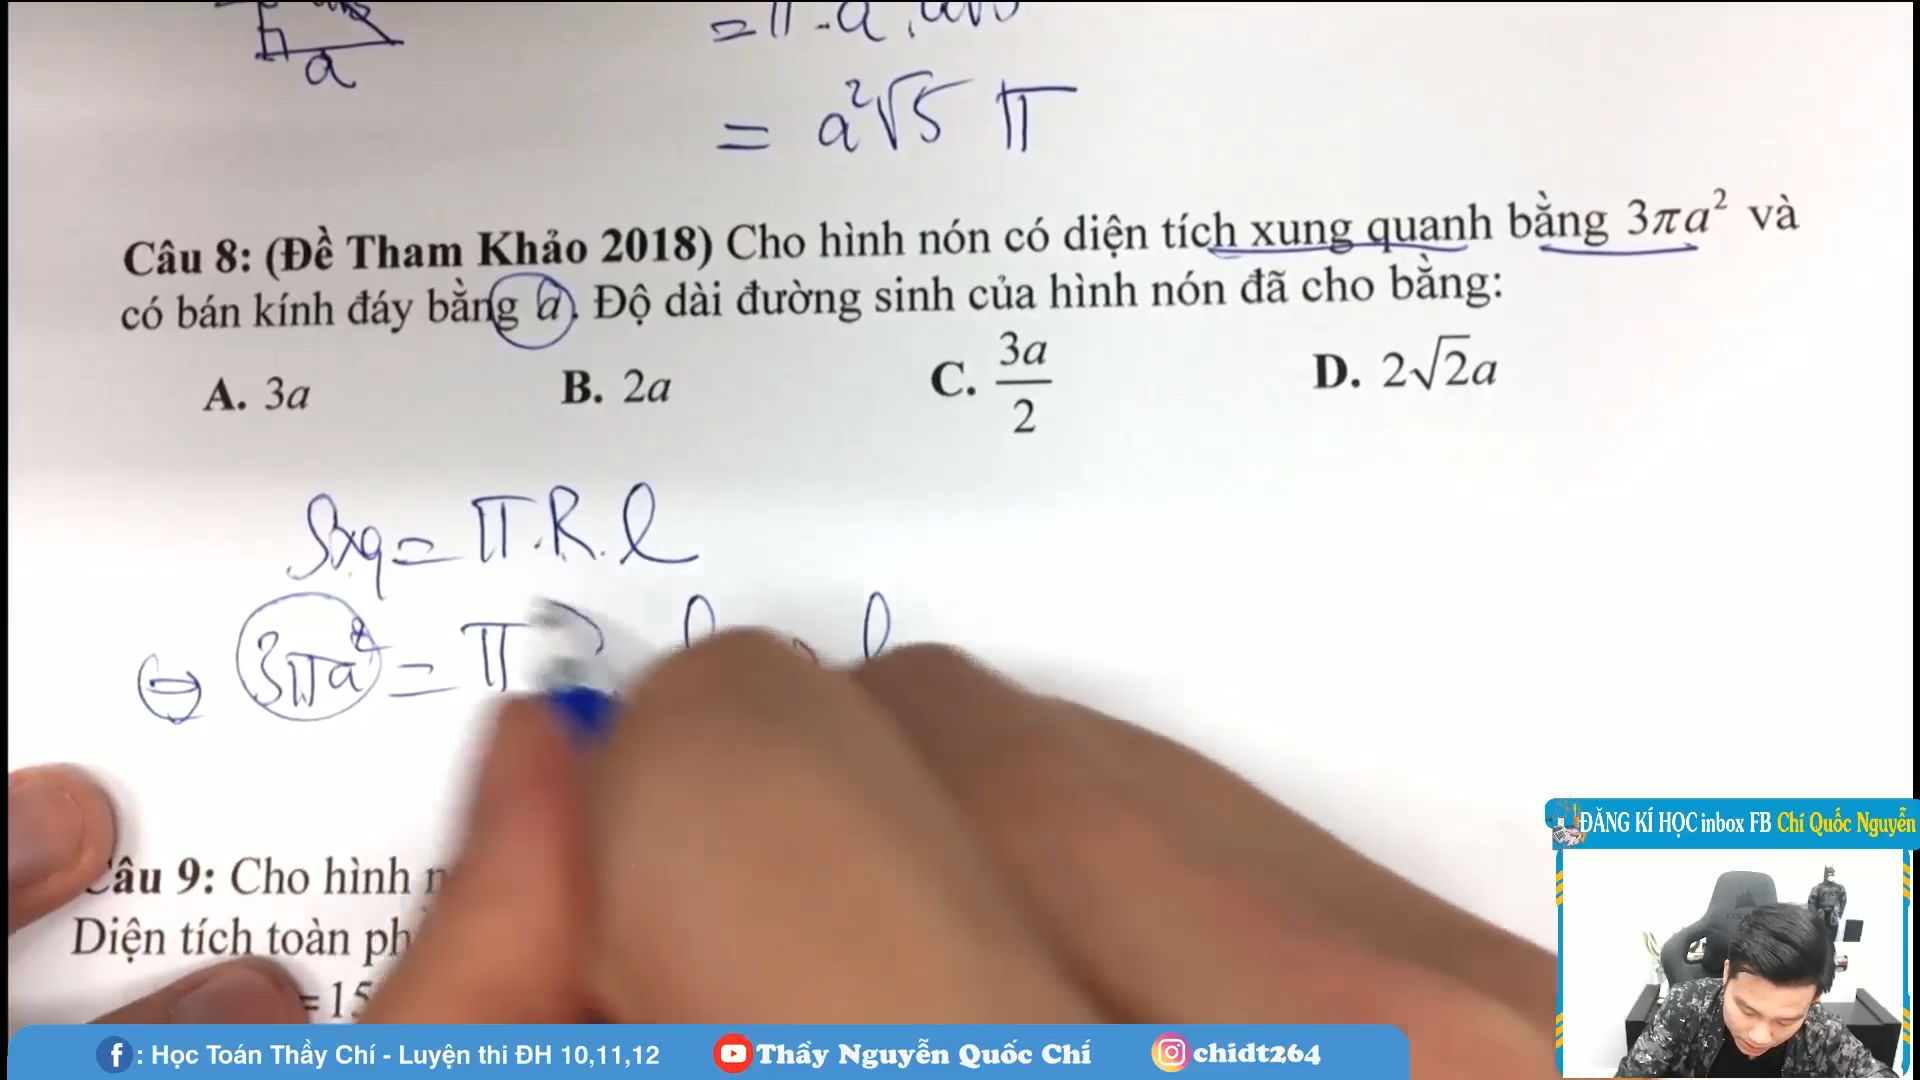 a
= π . a .
= a²√5 π
Câu 8: (Đề Tham Khảo 2018) Cho hình nón có diện tích xung quanh bằng 3πa² và
có bán kính đáy bằng a. Độ dài đường sinh của hình nón đã cho bằng:
A. 3a B. 2a C. 3a/2 D. 2√2a
Sxq = π.R.l
⇔ 3πa² = π
Câu 9: Cho hình
Diện tích toàn
= 15
ĐĂNG KÍ HỌC inbox FB Chí Quốc Nguyễn
f : Học Toán Thầy Chí - Luyện thi ĐH 10,11,12 Thầy Nguyễn Quốc Chí chidt264